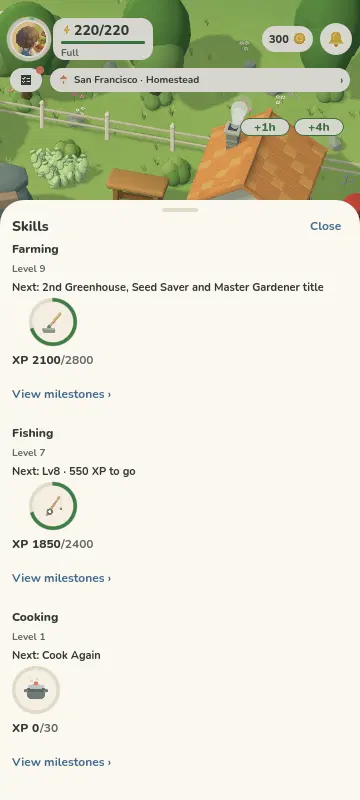 220/220
Full
300
San Francisco · Homestead ›
+1h
+4h
Skills
Close
Farming
Level 9
Next: 2nd Greenhouse, Seed Saver and Master Gardener title
XP 2100/2800
View milestones ›
Fishing
Level 7
Next: Lv8 · 550 XP to go
XP 1850/2400
View milestones ›
Cooking
Level 1
Next: Cook Again
XP 0/30
View milestones ›